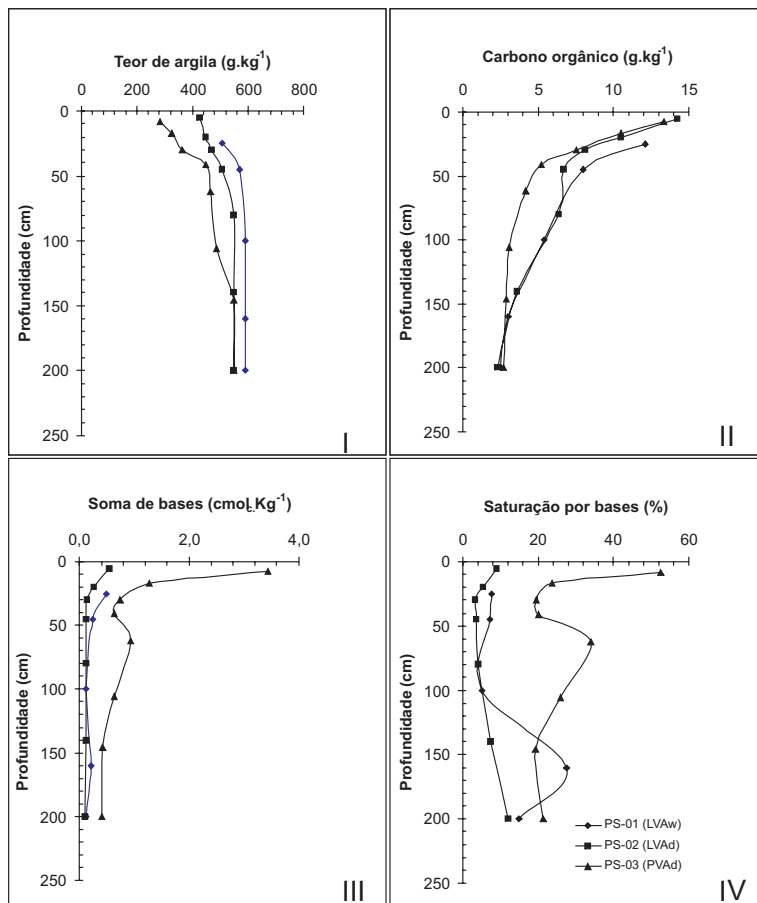 Teor de argila (g.kg-1)
0 200 400 600 800
0
50
100
150
200
250
Profundidade (cm)
I
Carbono orgânico (g.kg-1)
0 5 10 15
0
50
100
150
200
250
Profundidade (cm)
II
Soma de bases (cmolc.Kg-1)
0,0 2,0 4,0
0
50
100
150
200
250
Profundidade (cm)
III
Saturação por bases (%)
0 20 40 60
0
50
100
150
200
250
Profundidade (cm)
PS-01 (LVAw)
PS-02 (LVAd)
PS-03 (PVAd)
IV